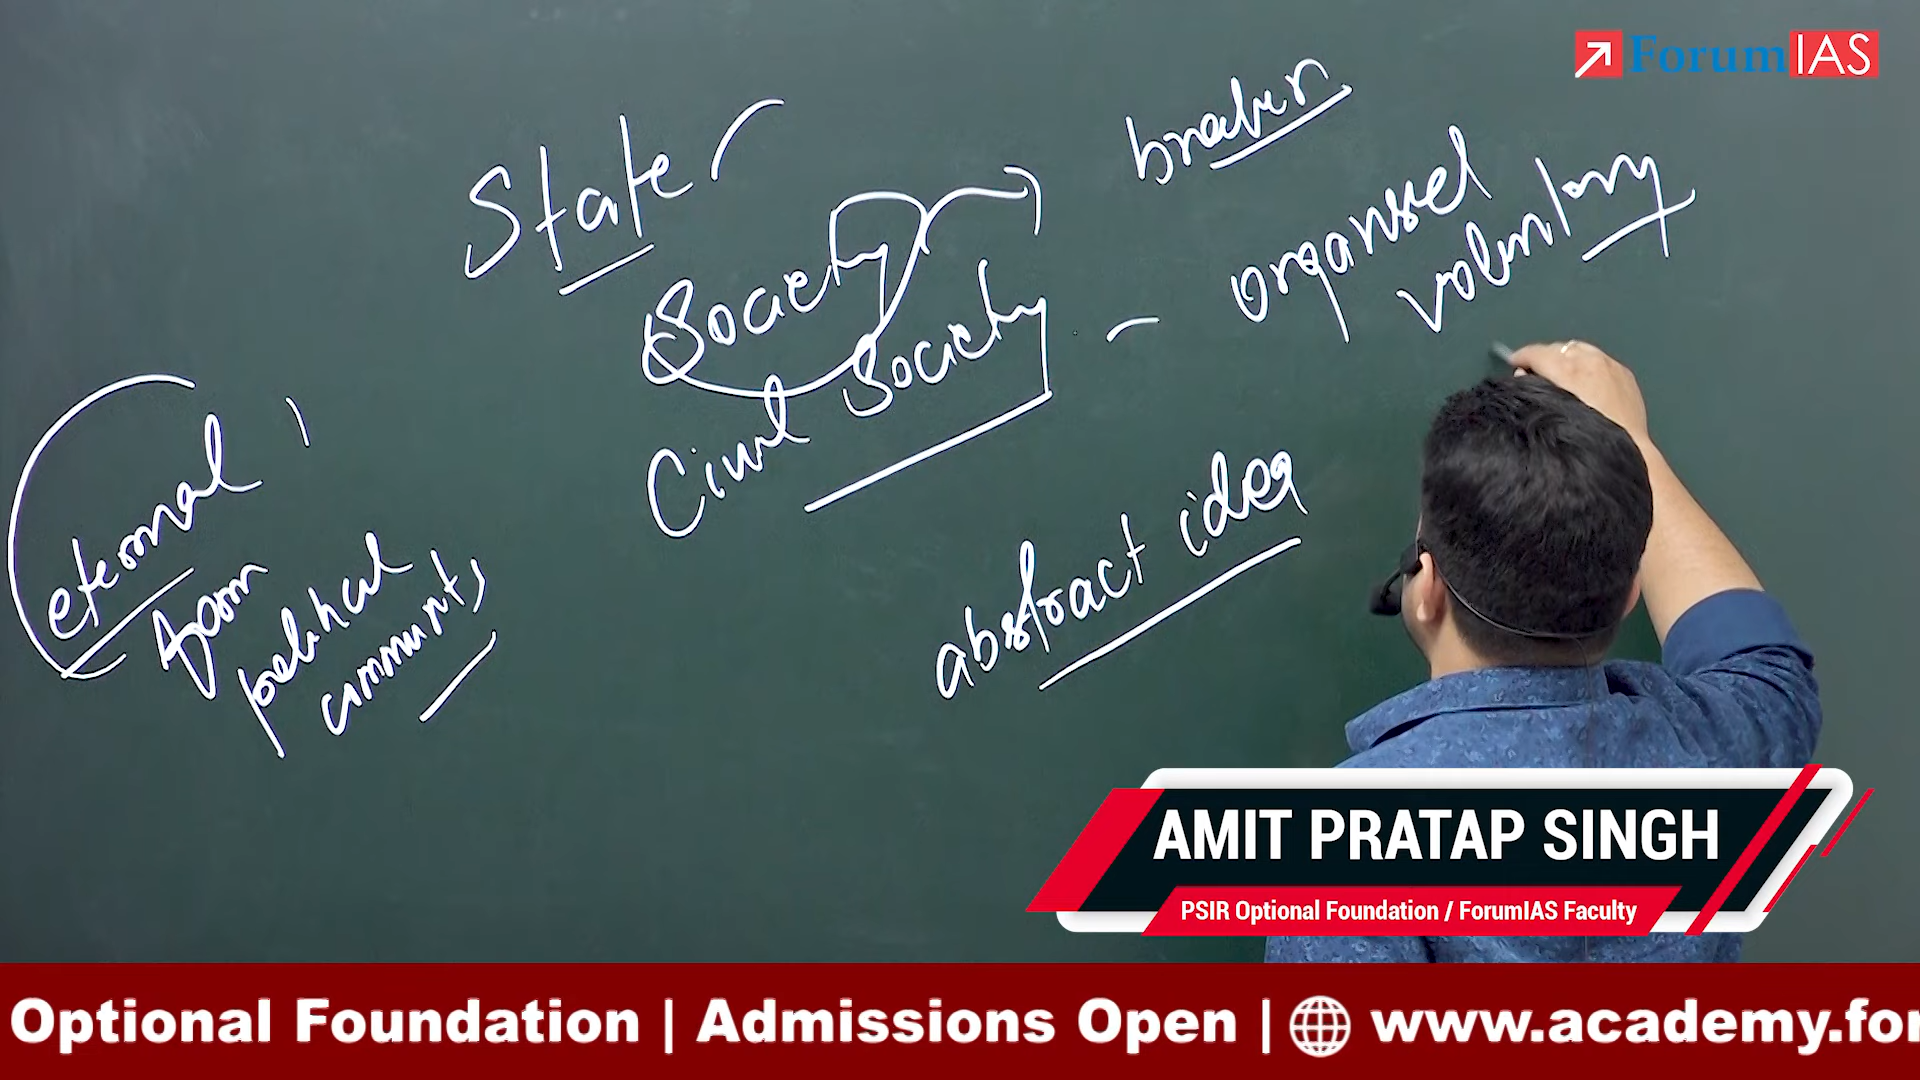 ForumIAS
State
broader
Society
organised
voluntary
Civil Society
eternal
form
political
community
abstract idea
AMIT PRATAP SINGH
PSIR Optional Foundation / ForumIAS Faculty
Optional Foundation | Admissions Open | www.academy.for